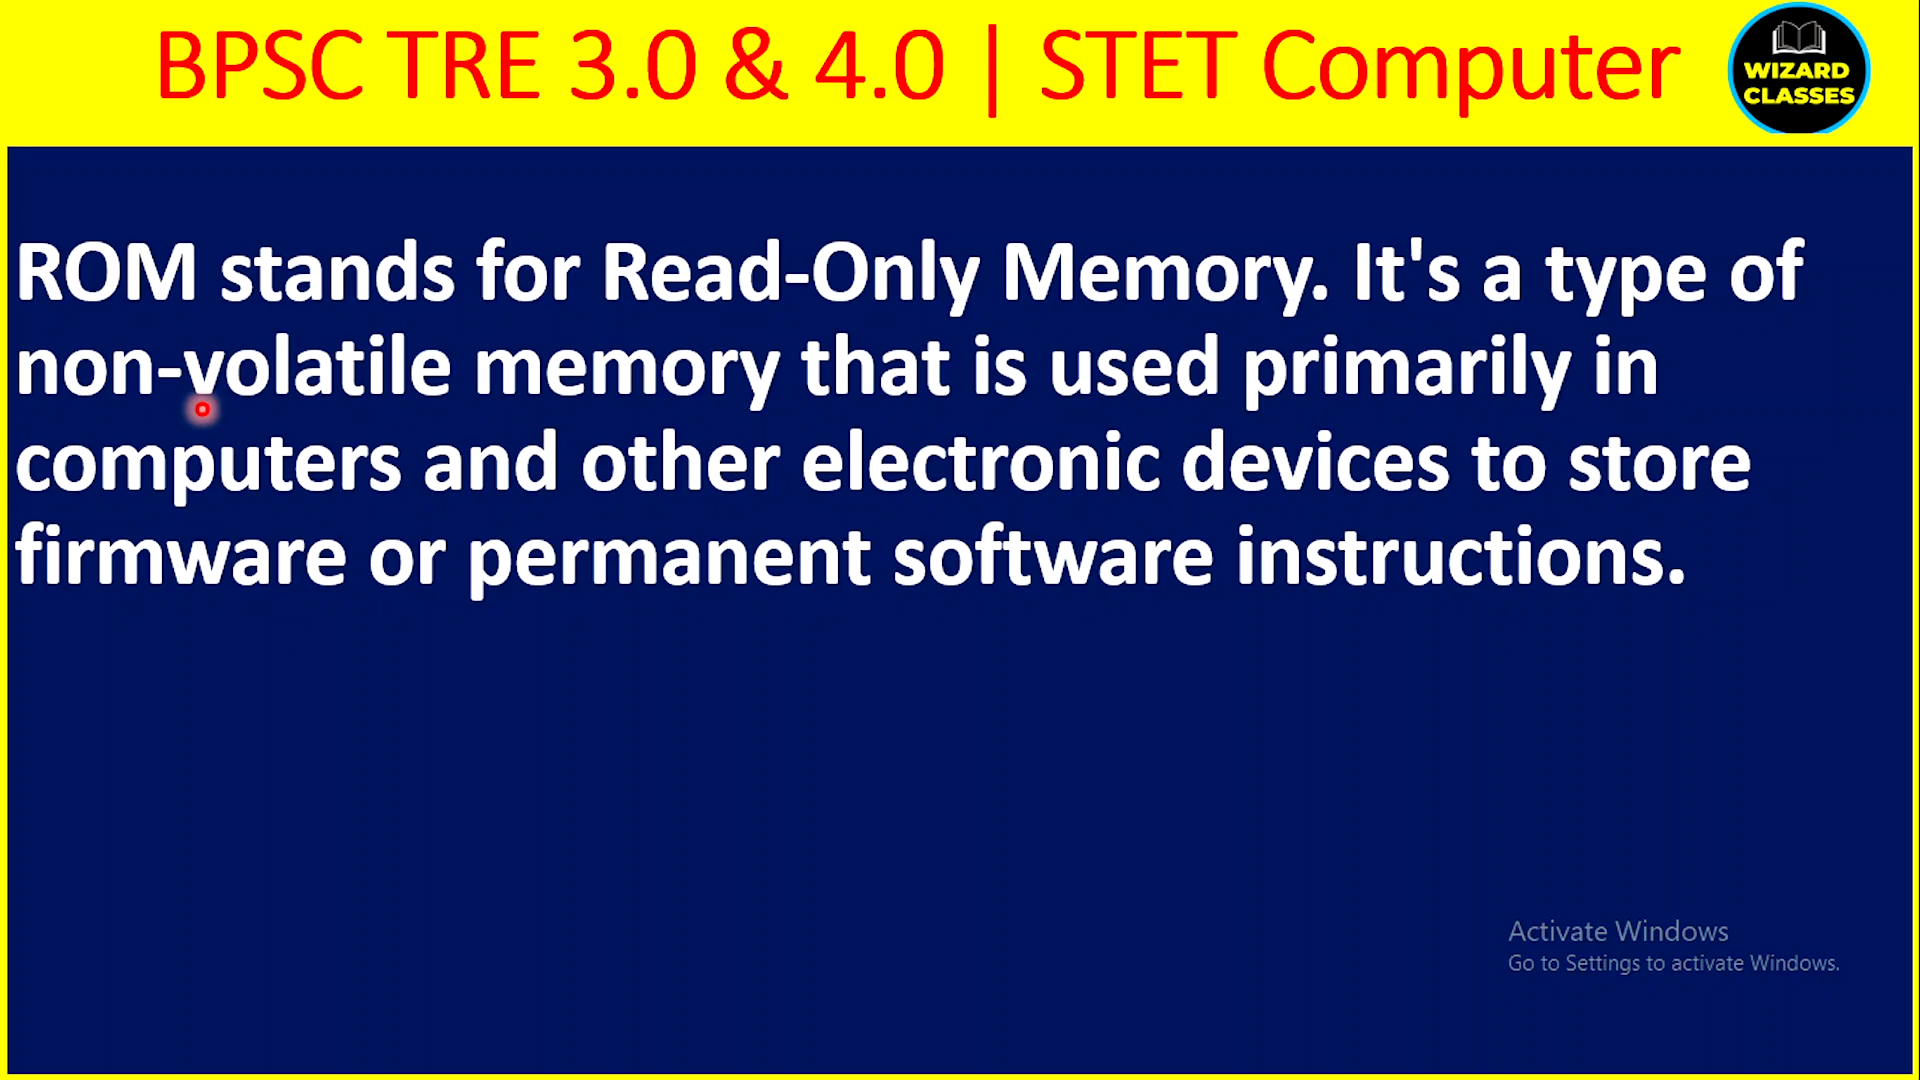 BPSC TRE 3.0 & 4.0 | STET Computer
WIZARD
CLASSES
ROM stands for Read-Only Memory. It's a type of
non-volatile memory that is used primarily in
computers and other electronic devices to store
firmware or permanent software instructions.
Activate Windows
Go to Settings to activate Windows.